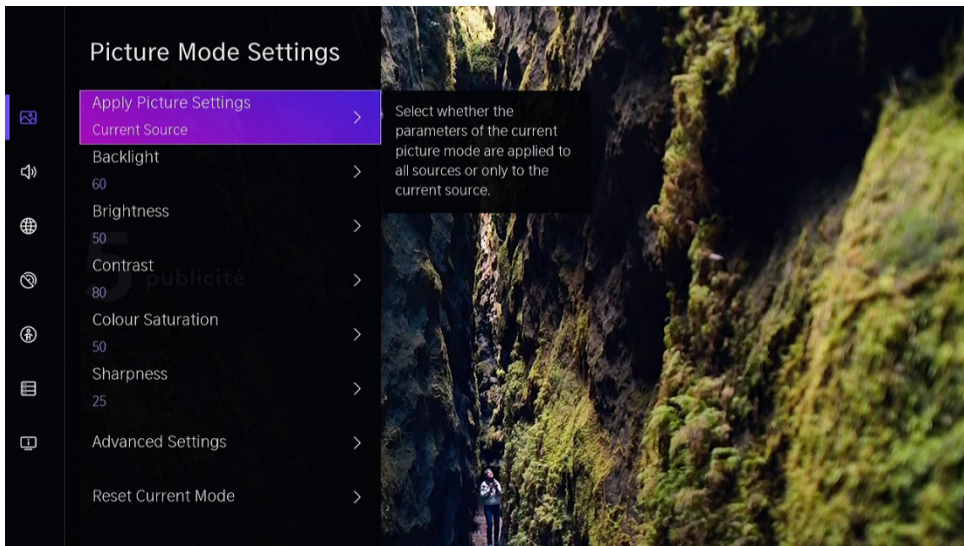 Picture Mode Settings
Apply Picture Settings
Current Source
Backlight
60
Brightness
50
Contrast
80
Colour Saturation
50
Sharpness
25
Advanced Settings
Reset Current Mode
Select whether the
parameters of the current
picture mode are applied to
all sources or only to the
current source.
5
publicité